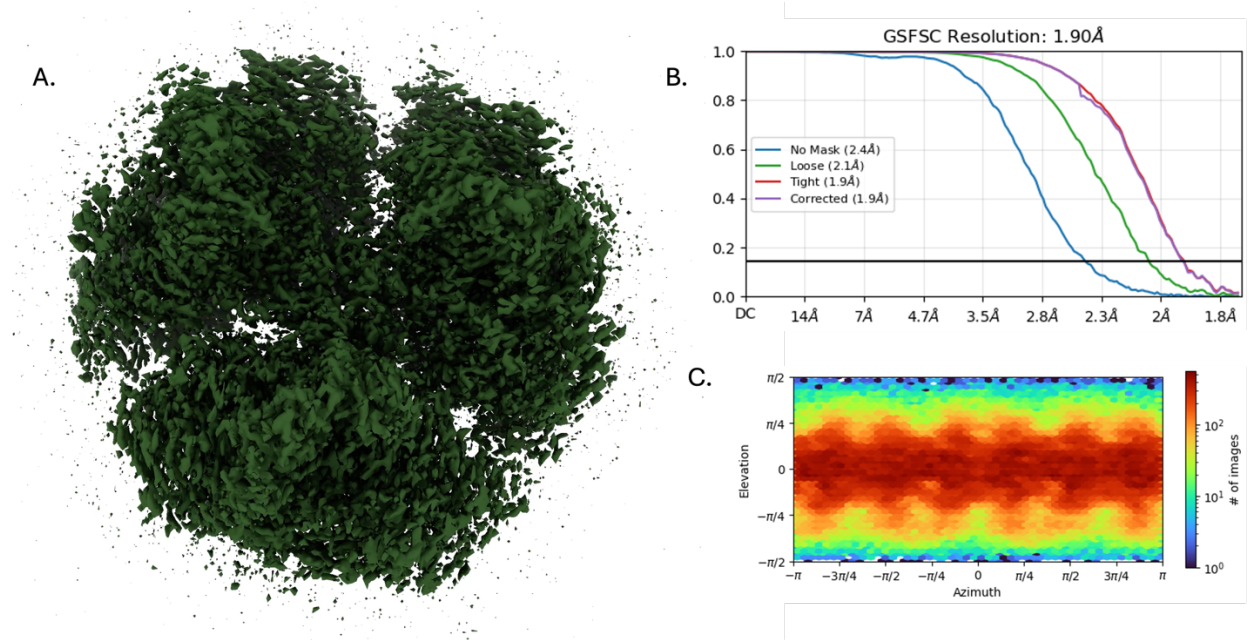 A.
B.
GSFSC Resolution: 1.90Å
1.0
0.8
0.6
0.4
0.2
0.0
No Mask (2.4Å)
Loose (2.1Å)
Tight (1.9Å)
Corrected (1.9Å)
DC 14Å 7Å 4.7Å 3.5Å 2.8Å 2.3Å 2Å 1.8Å
C.
π/2
π/4
0
−π/4
−π/2
Elevation
−π −3π/4 −π/2 −π/4 0 π/4 π/2 3π/4 π
Azimuth
10²
10¹
10⁰
# of images